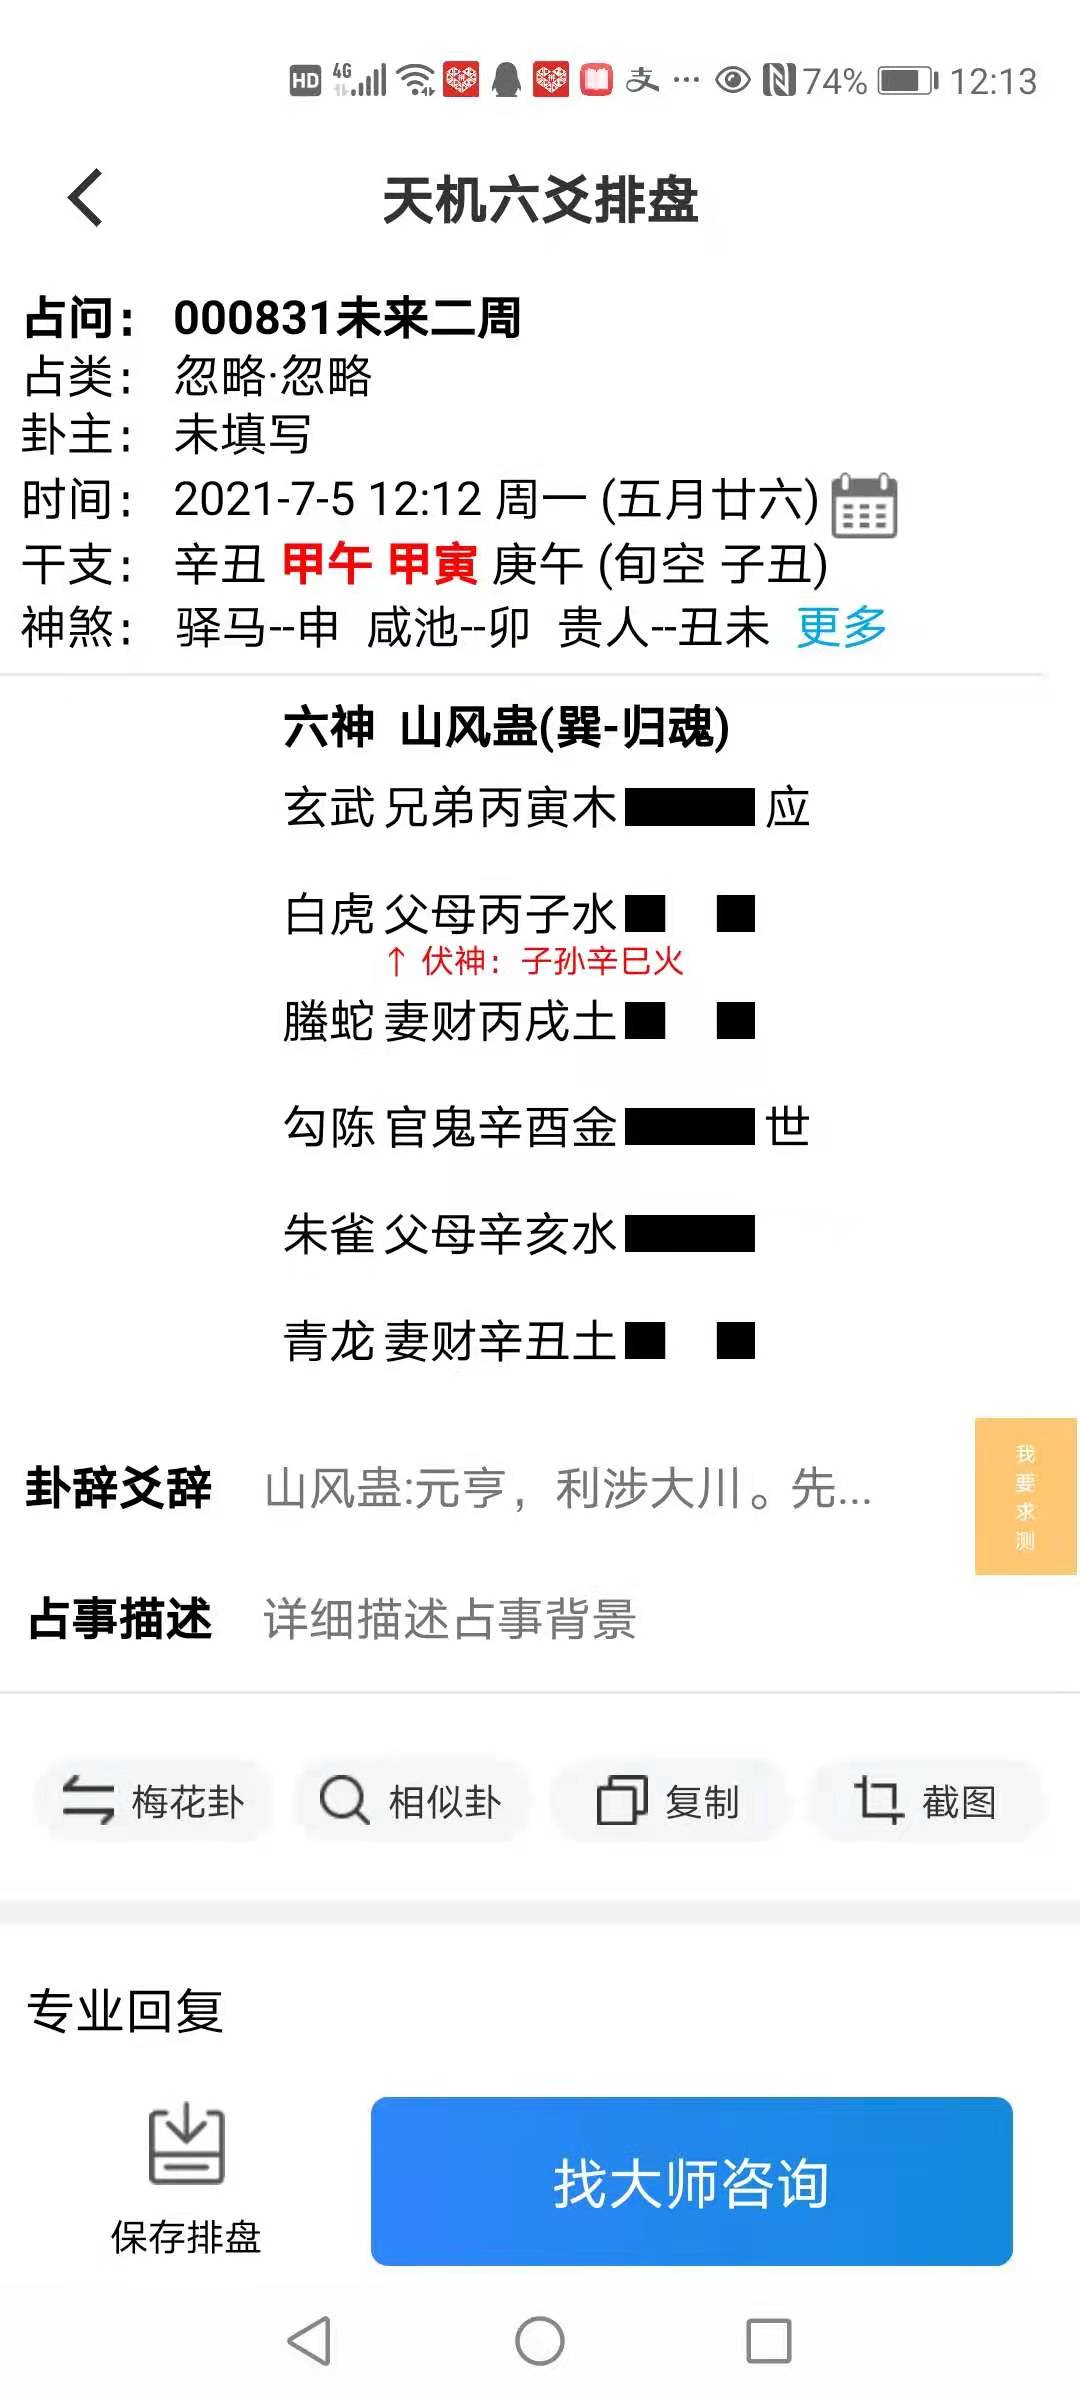 HD 4G 支 … 74% 12:13
天机六爻排盘
占问： 000831未来二周
占类： 忽略·忽略
卦主： 未填写
时间： 2021-7-5 12:12 周一 (五月廿六)
干支： 辛丑 甲午 甲寅 庚午 (旬空 子丑)
神煞： 驿马--申 咸池--卯 贵人--丑未 更多
六神 山风蛊(巽-归魂)
玄武 兄弟丙寅木 应
白虎 父母丙子水
↑ 伏神：子孙辛巳火
螣蛇 妻财丙戌土
勾陈 官鬼辛酉金 世
朱雀 父母辛亥水
青龙 妻财辛丑土
卦辞爻辞 山风蛊:元亨，利涉大川。先...
我要求测
占事描述 详细描述占事背景
梅花卦 相似卦 复制 截图
专业回复
保存排盘 找大师咨询